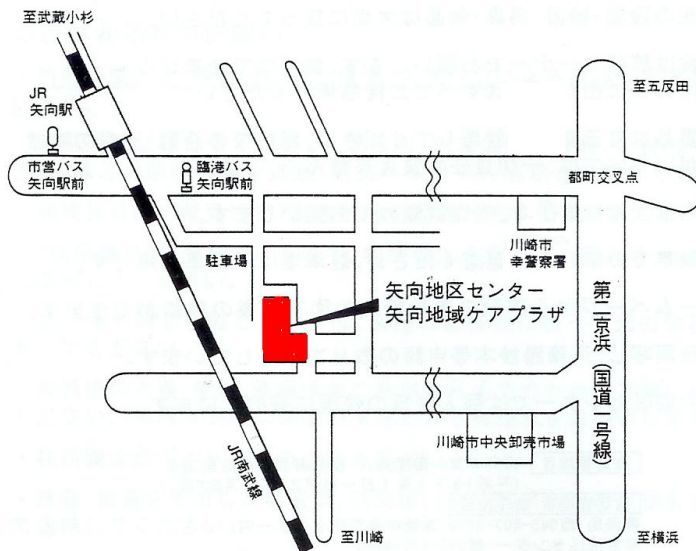 至武蔵小杉
JR
矢向駅
至五反田
市営バス
矢向駅前
臨港バス
矢向駅前
都町交叉点
駐車場
川崎市
幸警察署
矢向地区センター
矢向地域ケアプラザ
第二京浜(国道一号線)
川崎市中央卸売市場
JR南武線
至川崎
至横浜